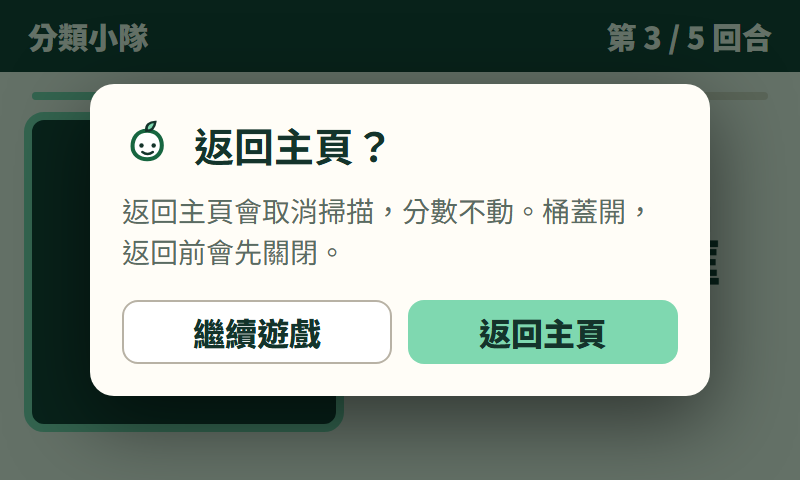 分類小隊
第 3 / 5 回合
返回主頁？
返回主頁會取消掃描，分數不動。桶蓋開，
返回前會先關閉。
繼續遊戲
返回主頁